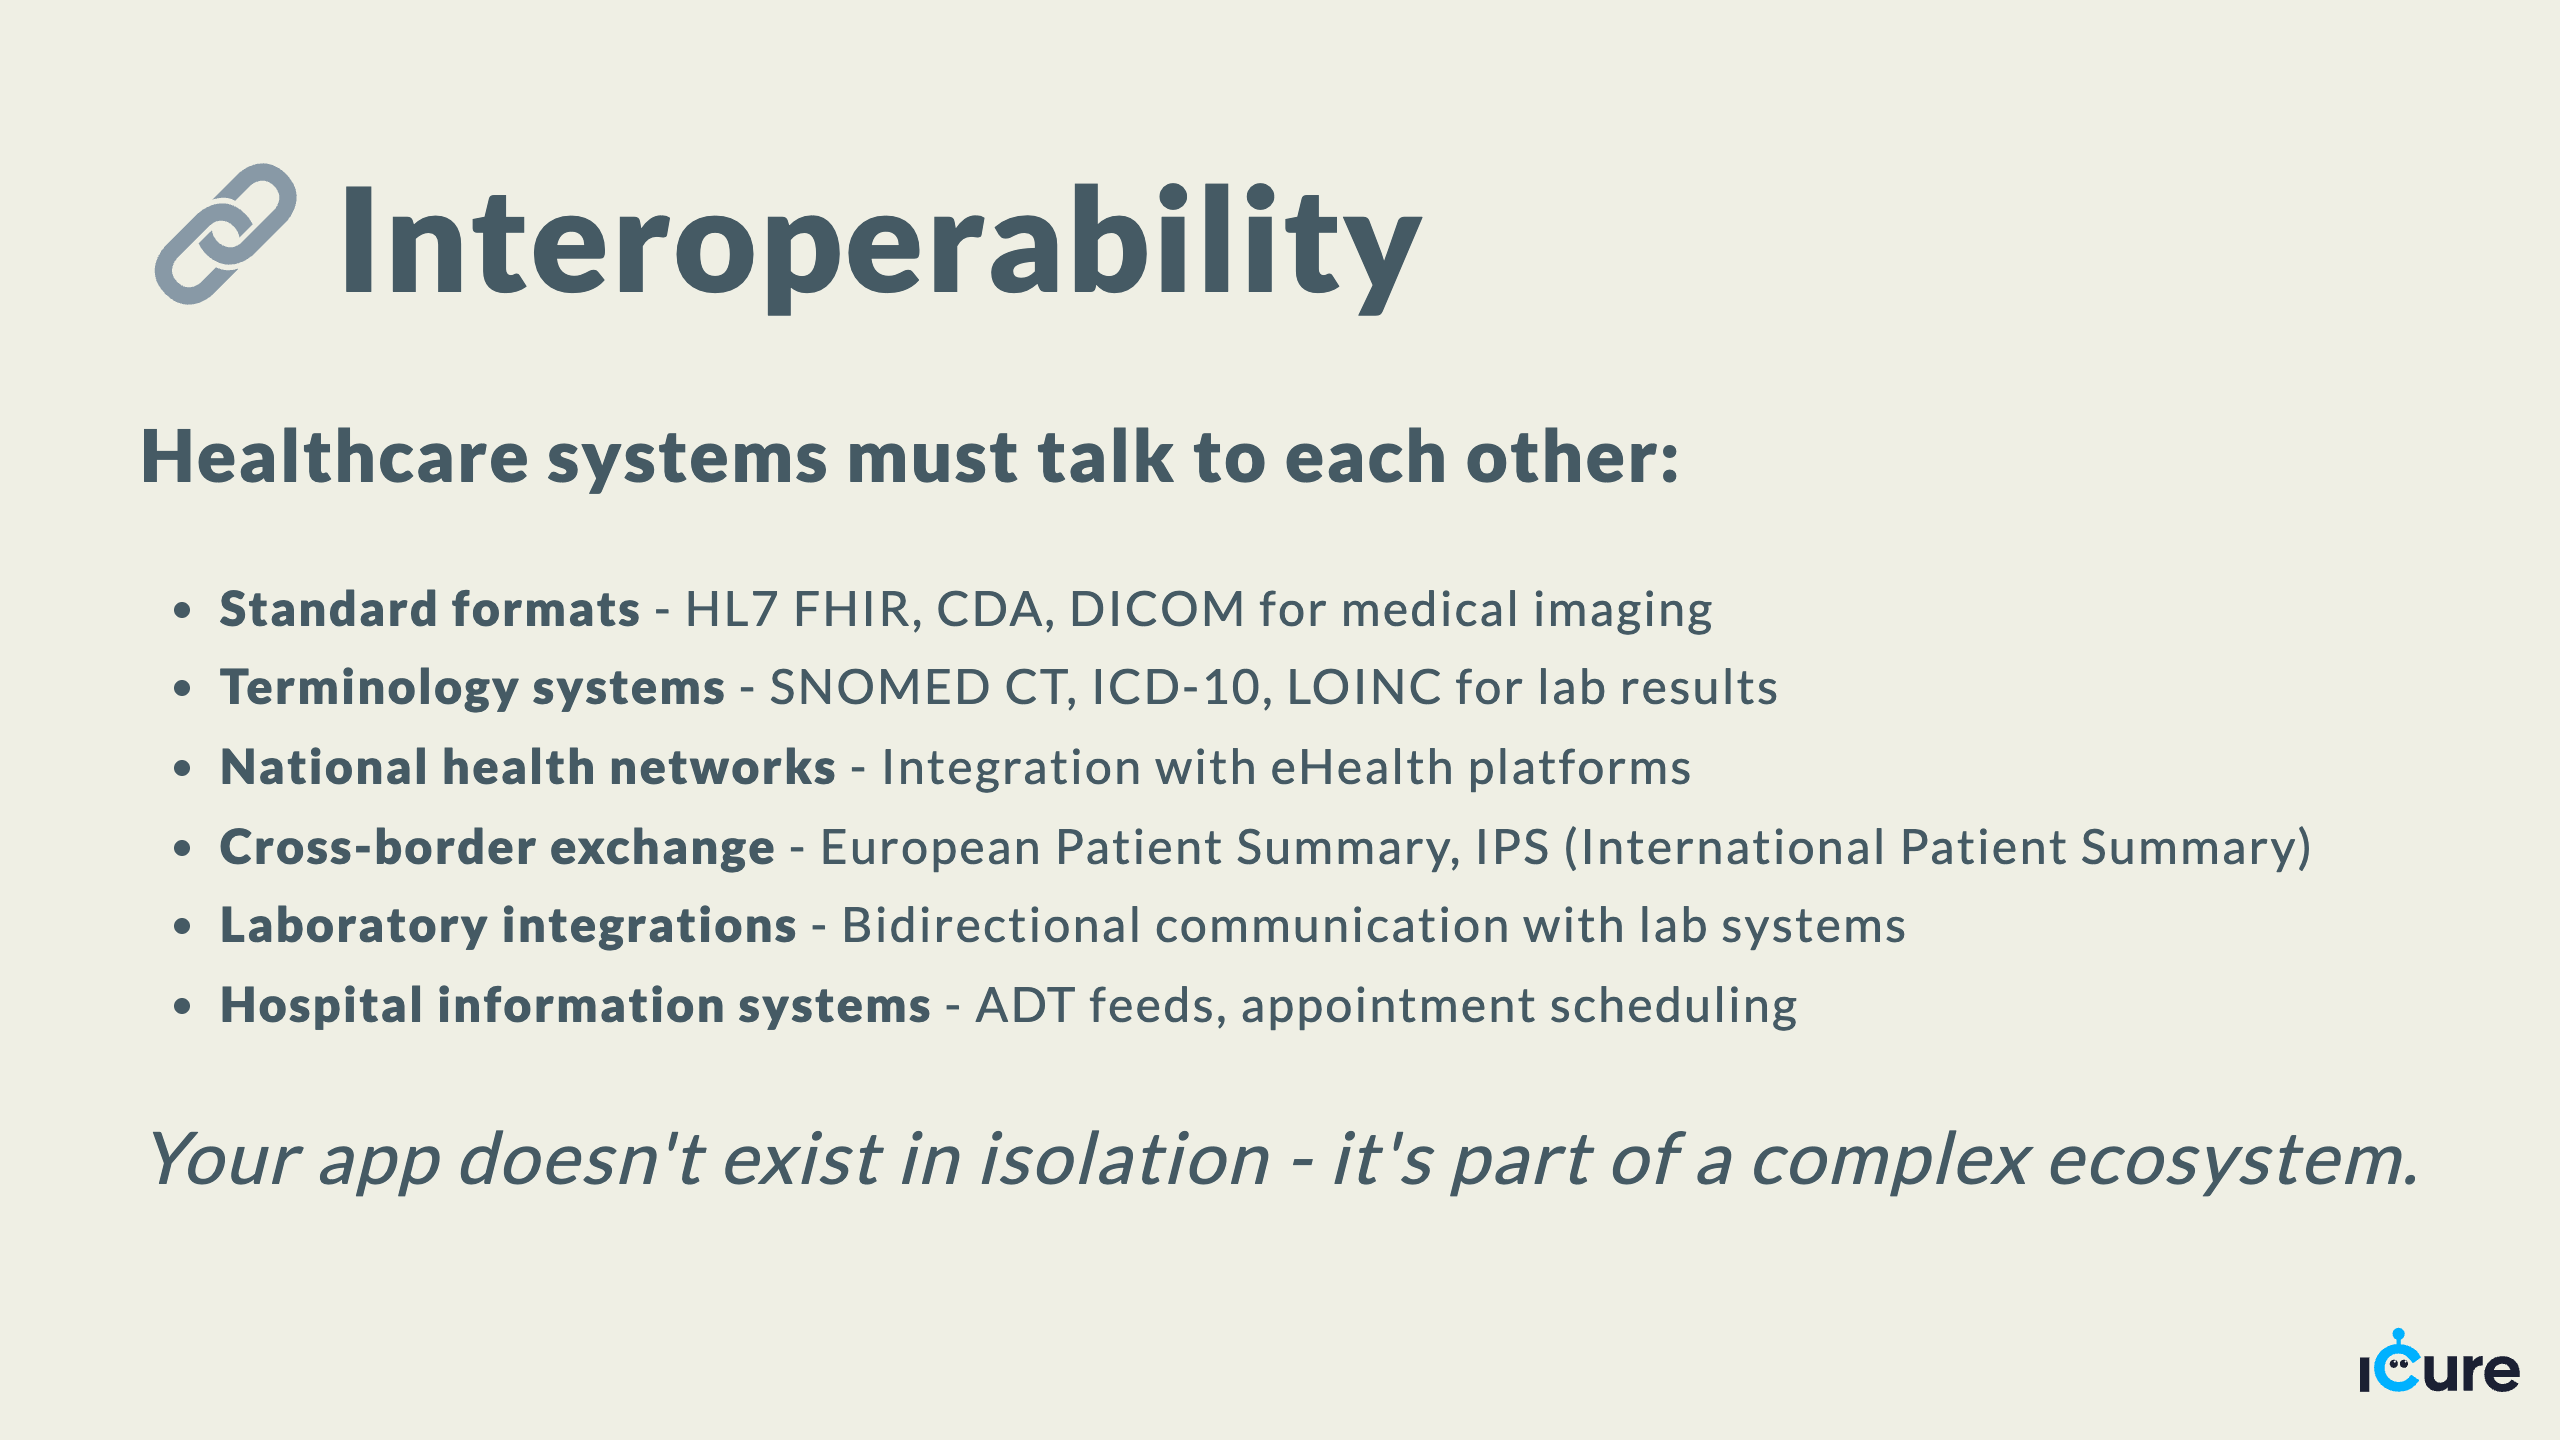 Interoperability
Healthcare systems must talk to each other:
• Standard formats - HL7 FHIR, CDA, DICOM for medical imaging
• Terminology systems - SNOMED CT, ICD-10, LOINC for lab results
• National health networks - Integration with eHealth platforms
• Cross-border exchange - European Patient Summary, IPS (International Patient Summary)
• Laboratory integrations - Bidirectional communication with lab systems
• Hospital information systems - ADT feeds, appointment scheduling
Your app doesn't exist in isolation - it's part of a complex ecosystem.
iCure